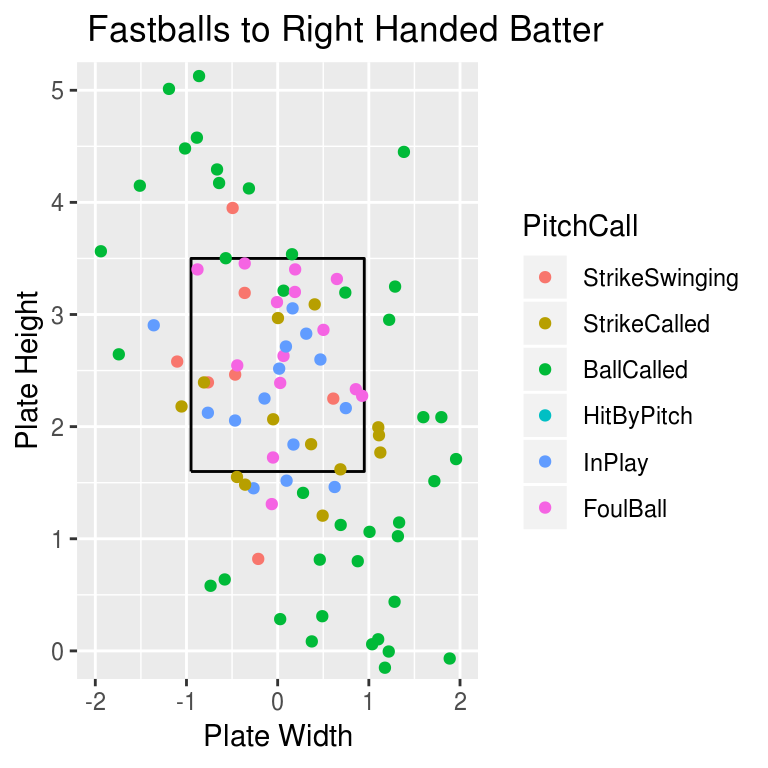 Fastballs to Right Handed Batter
5
4
3
2
1
0
-2 -1 0 1 2
Plate Height
Plate Width
PitchCall
StrikeSwinging
StrikeCalled
BallCalled
HitByPitch
InPlay
FoulBall